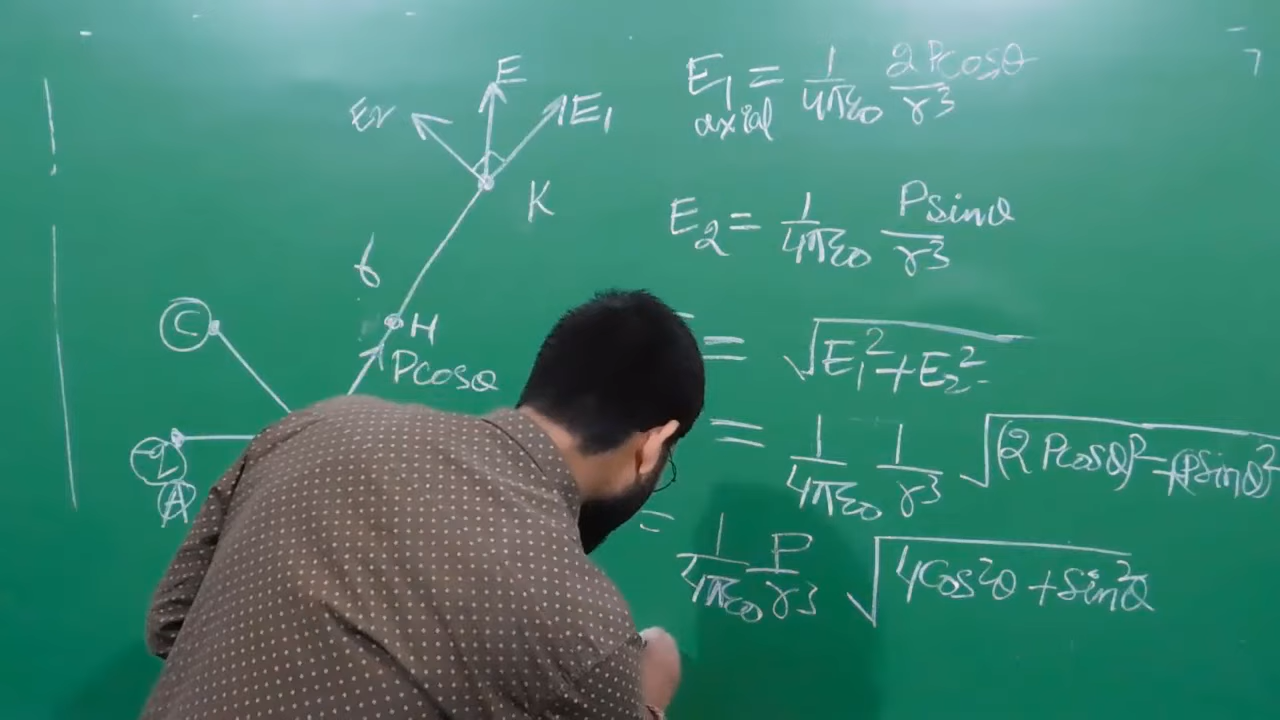 E
E₂ E₁
K
C
H
Pcosθ
A
E₁ = 1/4πε₀ 2Pcosθ/r³
axial
E₂ = 1/4πε₀ Psinθ/r³
= √E₁²+E₂²
= 1/4πε₀ 1/r³ √(2Pcosθ)²+(Psinθ)²
= 1/4πε₀ P/r³ √4Cos²θ+Sin²θ